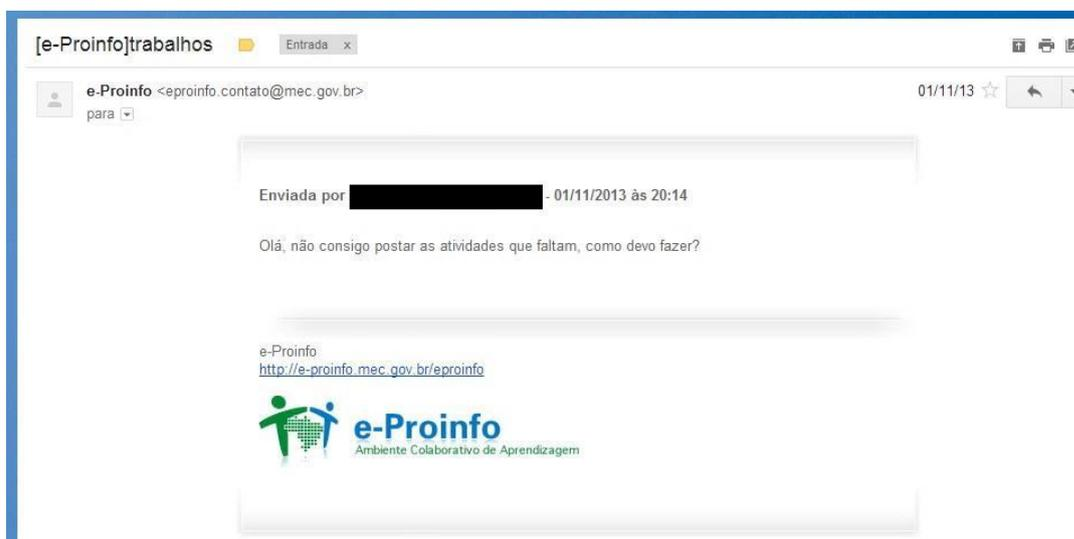 [e-Proinfo]trabalhos Entrada x
e-Proinfo <eproinfo.contato@mec.gov.br> 01/11/13
para
Enviada por - 01/11/2013 às 20:14
Olá, não consigo postar as atividades que faltam, como devo fazer?
e-Proinfo
http://e-proinfo.mec.gov.br/eproinfo
e-Proinfo
Ambiente Colaborativo de Aprendizagem